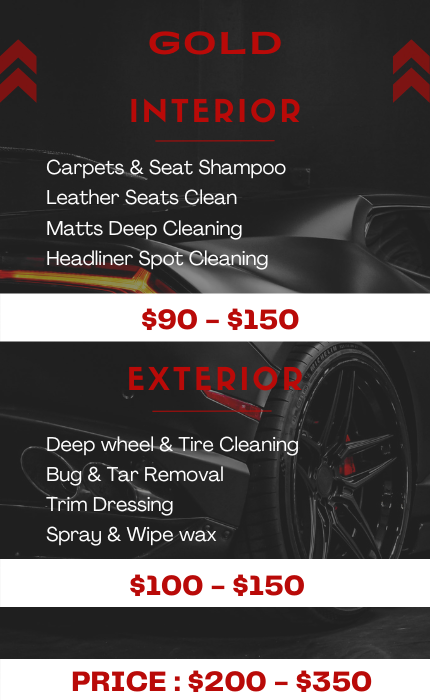 GOLD
INTERIOR
Carpets & Seat Shampoo
Leather Seats Clean
Matts Deep Cleaning
Headliner Spot Cleaning
$90 – $150
EXTERIOR
Deep wheel & Tire Cleaning
Bug & Tar Removal
Trim Dressing
Spray & Wipe wax
$100 – $150
PRICE : $200 – $350